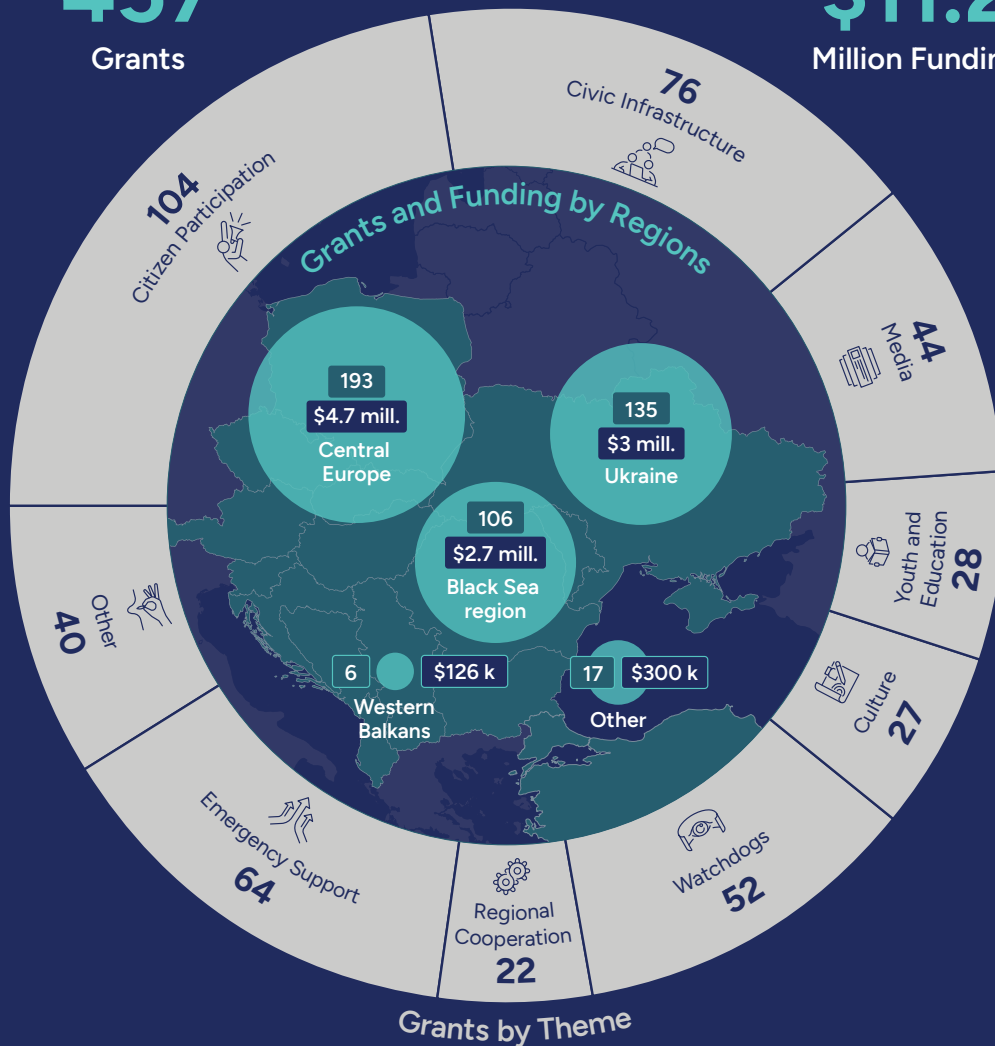 457
Grants
$11.2
Million Fundin
76
Civic Infrastructure
104
Citizen Participation
Grants and Funding by Regions
44
Media
193
$4.7 mill.
Central
Europe
135
$3 mill.
Ukraine
106
$2.7 mill.
Black Sea
region
Youth and
Education
28
Other
40
6
$126 k
Western
Balkans
17
$300 k
Other
Culture
27
Emergency Support
64
Watchdogs
52
Regional
Cooperation
22
Grants by Theme